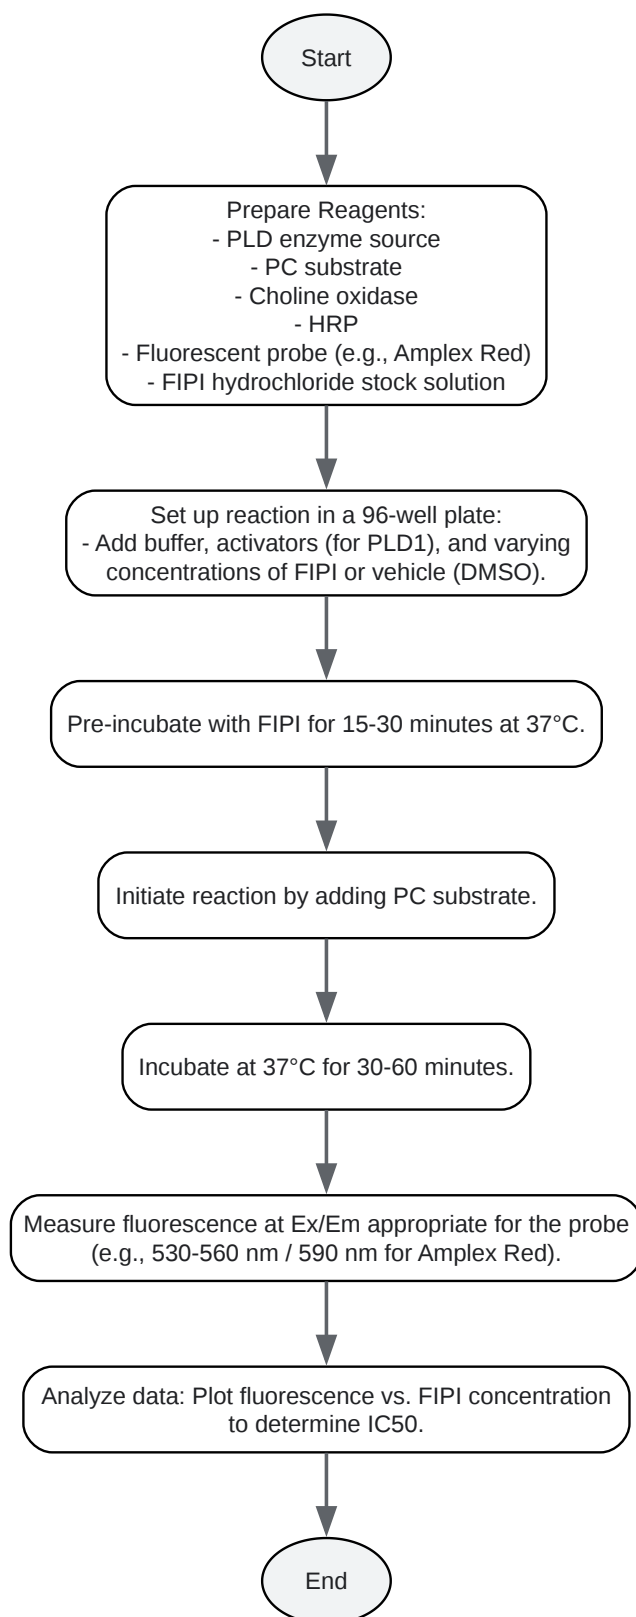 Start
Prepare Reagents:
- PLD enzyme source
- PC substrate
- Choline oxidase
- HRP
- Fluorescent probe (e.g., Amplex Red)
- FIPI hydrochloride stock solution
Set up reaction in a 96-well plate:
- Add buffer, activators (for PLD1), and varying
concentrations of FIPI or vehicle (DMSO).
Pre-incubate with FIPI for 15-30 minutes at 37°C.
Initiate reaction by adding PC substrate.
Incubate at 37°C for 30-60 minutes.
Measure fluorescence at Ex/Em appropriate for the probe
(e.g., 530-560 nm / 590 nm for Amplex Red).
Analyze data: Plot fluorescence vs. FIPI concentration
to determine IC50.
End